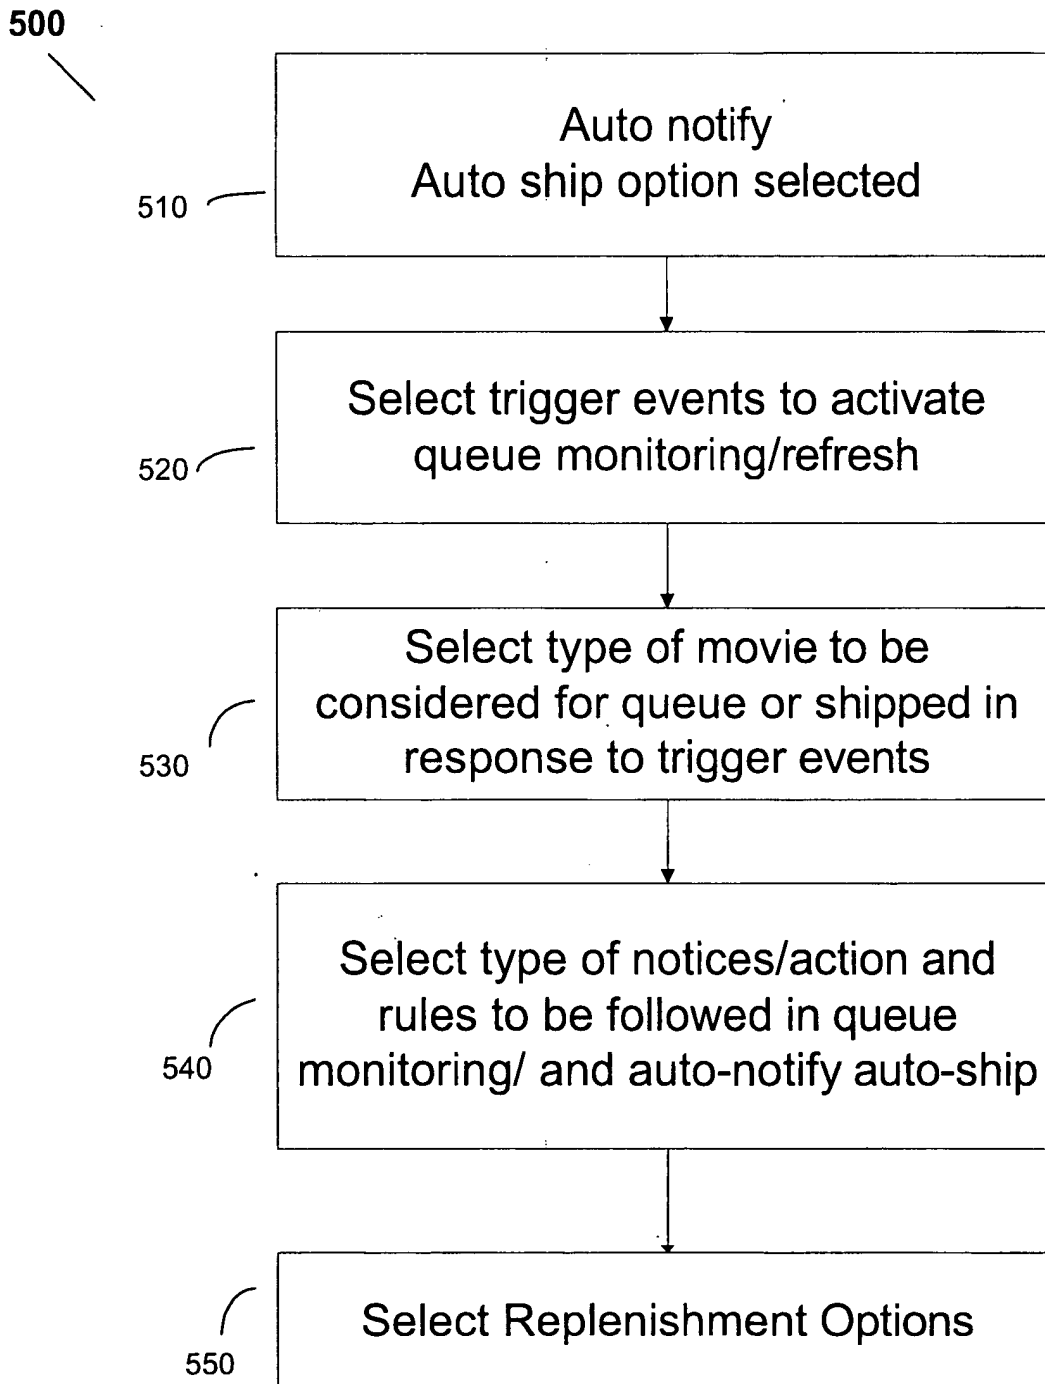 500
Auto notify
Auto ship option selected
510
Select trigger events to activate
queue monitoring/refresh
520
Select type of movie to be
considered for queue or shipped in
response to trigger events
530
Select type of notices/action and
rules to be followed in queue
monitoring/ and auto-notify auto-ship
540
Select Replenishment Options
550